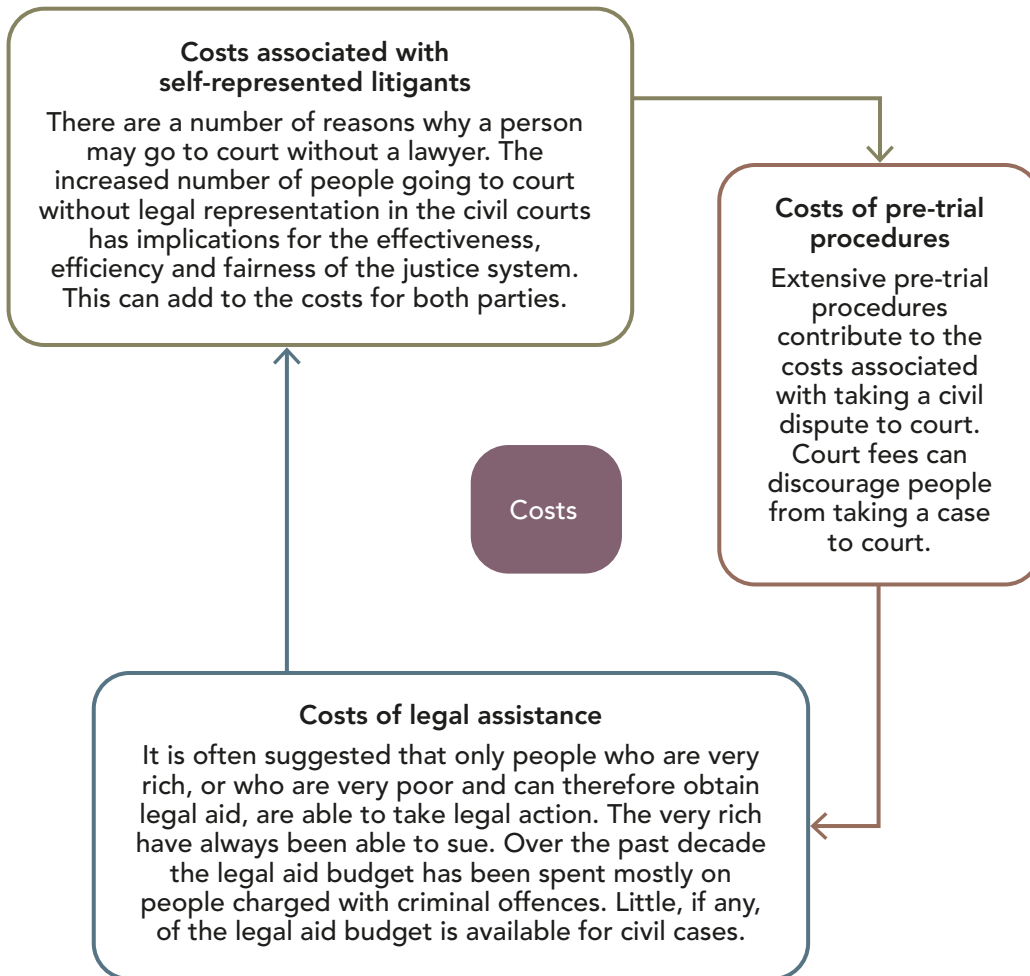 Costs associated with
self-represented litigants
There are a number of reasons why a person
may go to court without a lawyer. The
increased number of people going to court
without legal representation in the civil courts
has implications for the effectiveness,
efficiency and fairness of the justice system.
This can add to the costs for both parties.
Costs of pre-trial
procedures
Extensive pre-trial
procedures
contribute to the
costs associated
with taking a civil
dispute to court.
Court fees can
discourage people
from taking a case
to court.
Costs
Costs of legal assistance
It is often suggested that only people who are very
rich, or who are very poor and can therefore obtain
legal aid, are able to take legal action. The very rich
have always been able to sue. Over the past decade
the legal aid budget has been spent mostly on
people charged with criminal offences. Little, if any,
of the legal aid budget is available for civil cases.